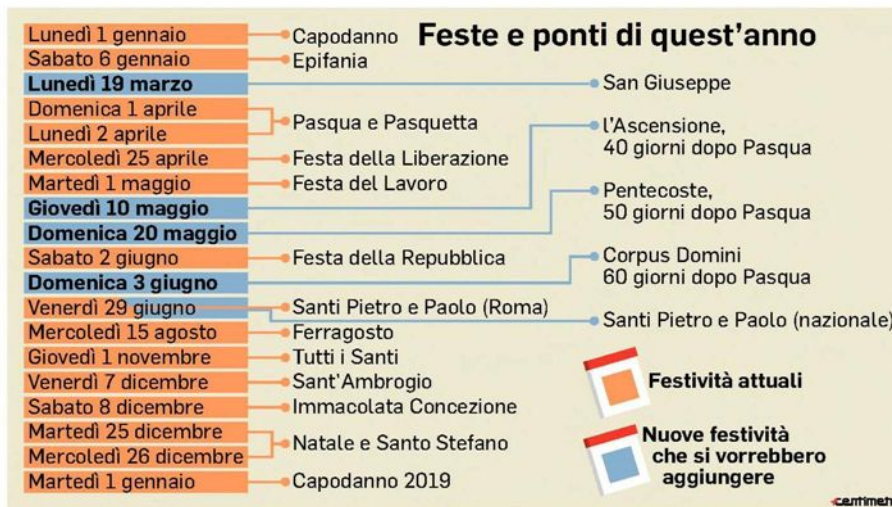 Feste e ponti di quest'anno
Lunedì 1 gennaio
Capodanno
Sabato 6 gennaio
Epifania
Lunedì 19 marzo
San Giuseppe
Domenica 1 aprile
Lunedì 2 aprile
Pasqua e Pasquetta
Mercoledì 25 aprile
Festa della Liberazione
Martedì 1 maggio
Festa del Lavoro
Giovedì 10 maggio
l'Ascensione,
40 giorni dopo Pasqua
Domenica 20 maggio
Pentecoste,
50 giorni dopo Pasqua
Sabato 2 giugno
Festa della Repubblica
Domenica 3 giugno
Corpus Domini
60 giorni dopo Pasqua
Venerdì 29 giugno
Santi Pietro e Paolo (Roma)
Santi Pietro e Paolo (nazionale)
Mercoledì 15 agosto
Ferragosto
Giovedì 1 novembre
Tutti i Santi
Venerdì 7 dicembre
Sant'Ambrogio
Sabato 8 dicembre
Immacolata Concezione
Martedì 25 dicembre
Mercoledì 26 dicembre
Natale e Santo Stefano
Martedì 1 gennaio
Capodanno 2019
Festività attuali
Nuove festività
che si vorrebbero
aggiungere